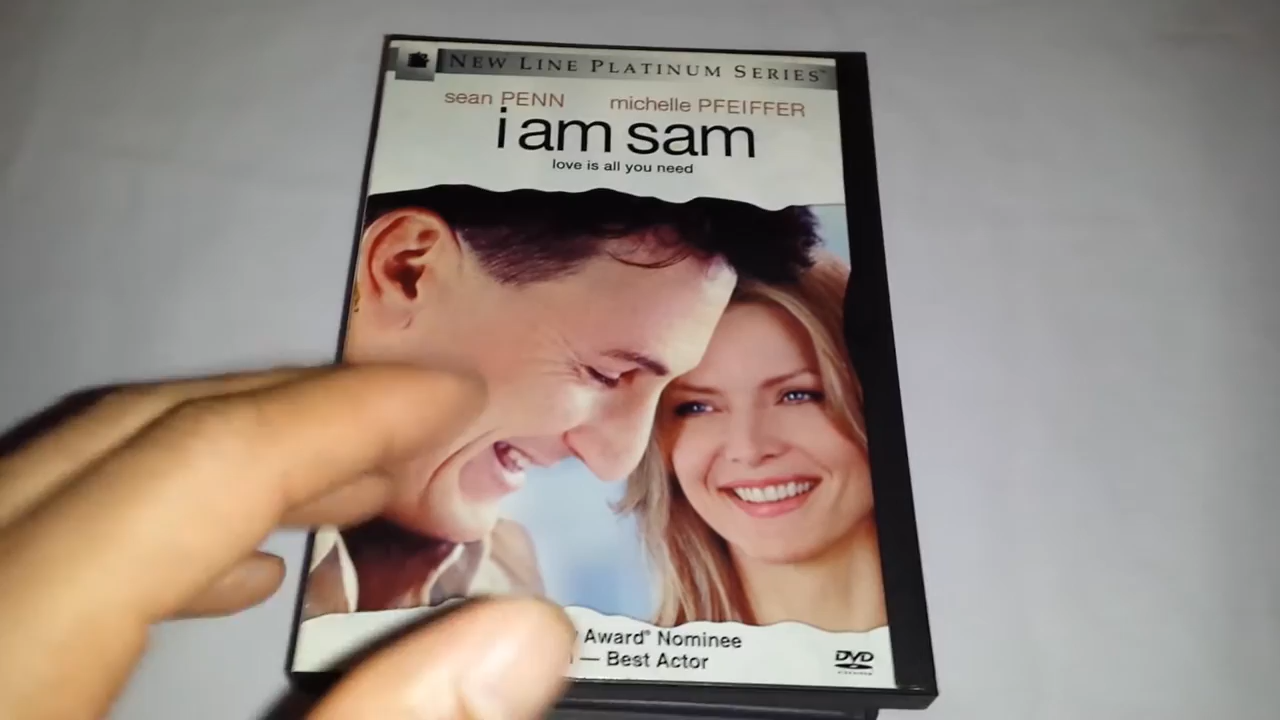 NEW LINE PLATINUM SERIES™
sean PENN michelle PFEIFFER
i am sam
love is all you need
Award® Nominee
— Best Actor
DVD